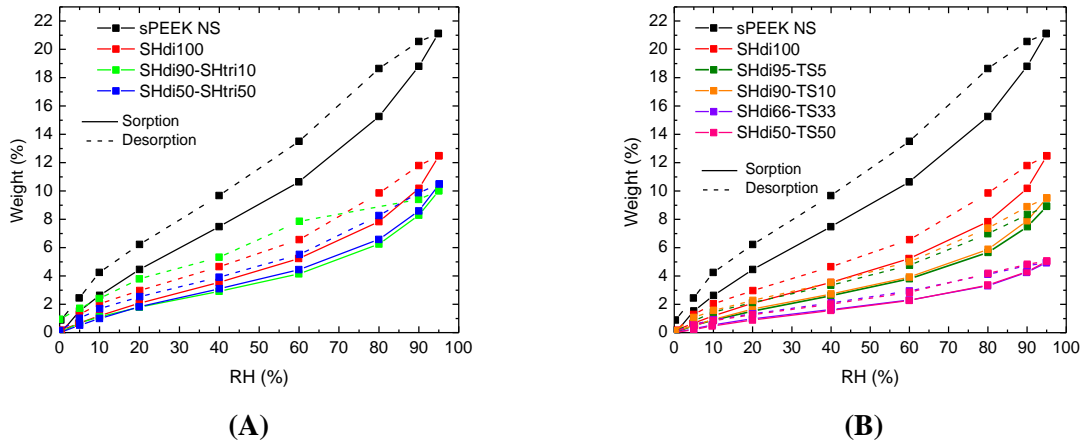 22
20
18
16
14
12
10
8
6
4
2
0
Weight (%)
sPEEK NS
SHdi100
SHdi90-SHtri10
SHdi50-SHtri50
Sorption
Desorption
0 10 20 30 40 50 60 70 80 90 100
RH (%)
(A)
22
20
18
16
14
12
10
8
6
4
2
0
Weight (%)
sPEEK NS
SHdi100
SHdi95-TS5
SHdi90-TS10
SHdi66-TS33
SHdi50-TS50
Sorption
Desorption
0 10 20 30 40 50 60 70 80 90 100
RH (%)
(B)